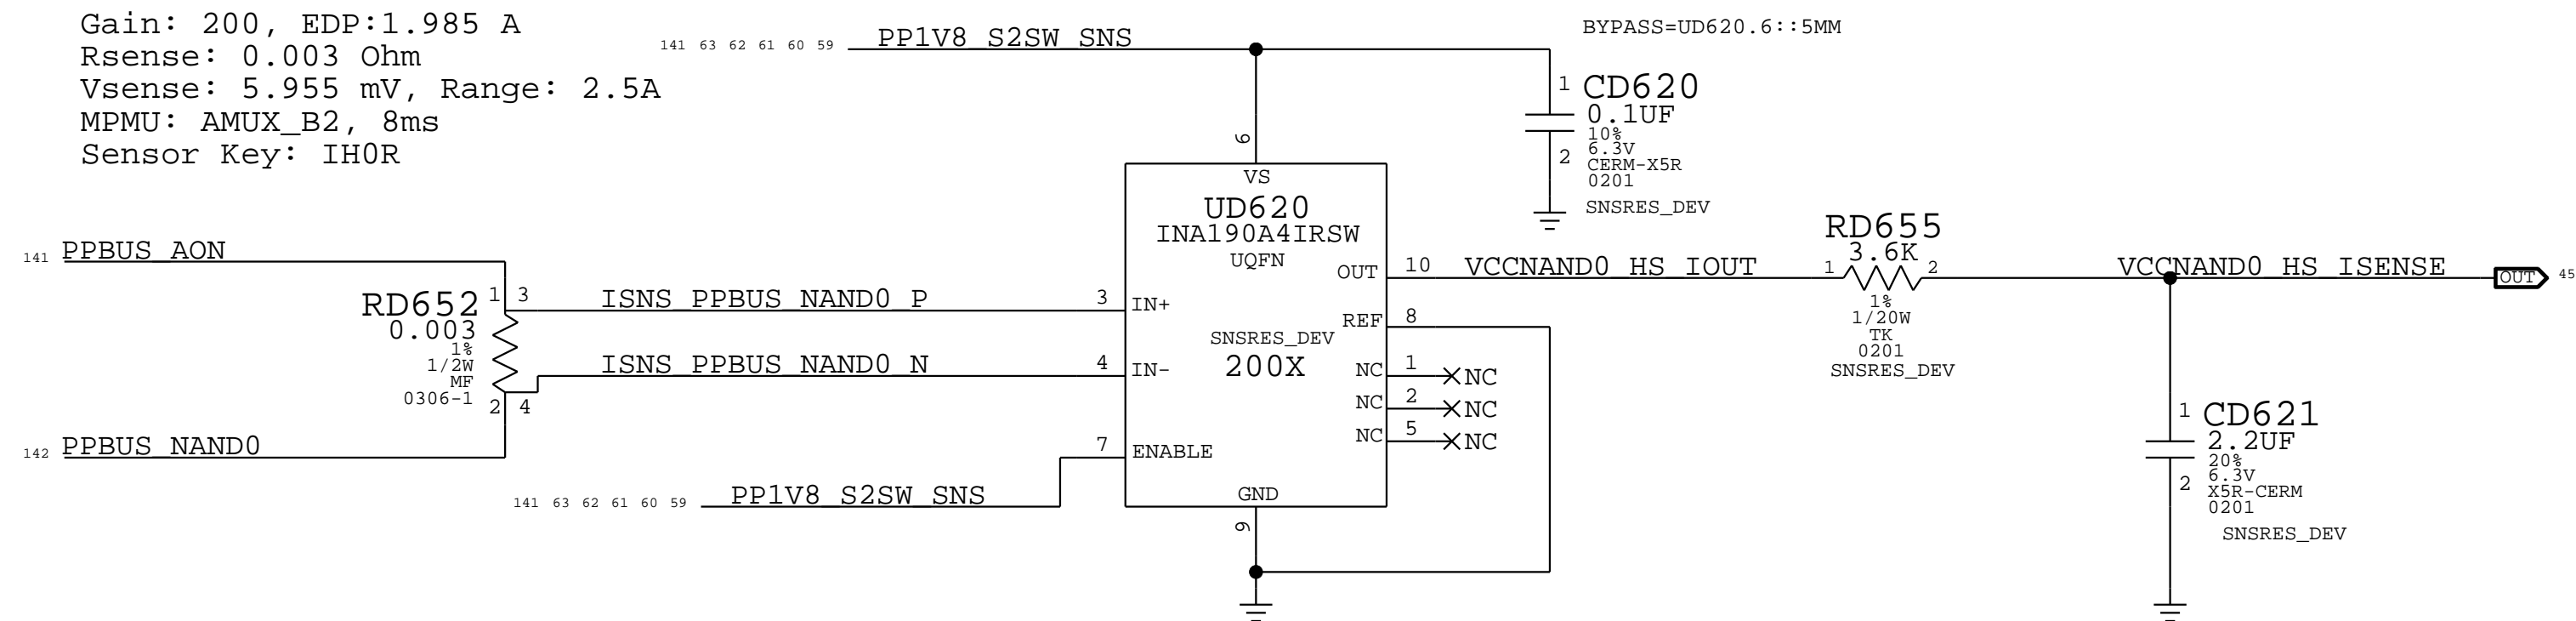 Gain: 200, EDP:1.985 A
Rsense: 0.003 Ohm
Vsense: 5.955 mV, Range: 2.5A
MPMU: AMUX_B2, 8ms
Sensor Key: IH0R
141 63 62 61 60 59 PP1V8_S2SW_SNS
BYPASS=UD620.6::5MM
1 CD620
0.1UF
10%
6.3V
2 CERM-X5R
0201
SNSRES_DEV
6
VS
UD620
INA190A4IRSW
UQFN
SNSRES_DEV
200X
141 PPBUS_AON
1 3
RD652
0.003
1%
1/2W
MF
0306-1
2 4
142 PPBUS_NAND0
ISNS_PPBUS_NAND0_P 3 IN+
ISNS_PPBUS_NAND0_N 4 IN-
7 ENABLE
141 63 62 61 60 59 PP1V8_S2SW_SNS
GND
9
OUT 10 VCCNAND0_HS_IOUT
REF 8
NC 1 NC
NC 2 NC
NC 5 NC
RD655
3.6K
1 2
1%
1/20W
TK
0201
SNSRES_DEV
VCCNAND0_HS_ISENSE OUT 45
1 CD621
2.2UF
20%
6.3V
2 X5R-CERM
0201
SNSRES_DEV